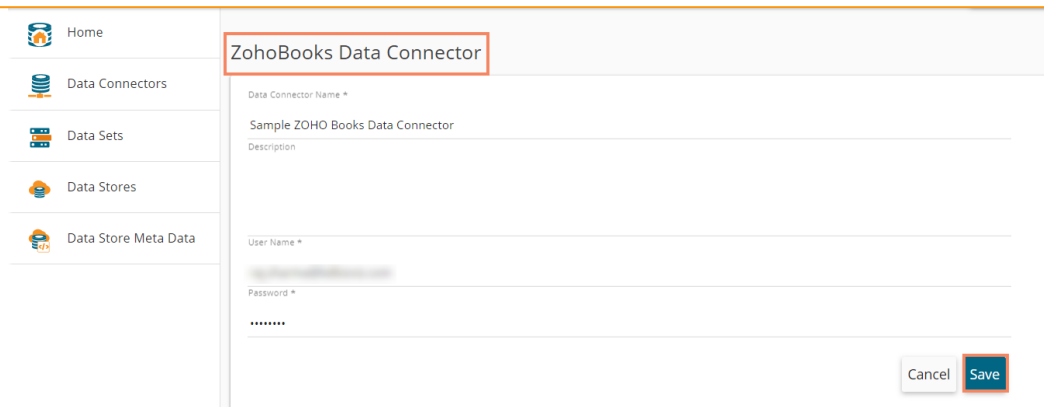 Home
Data Connectors
Data Sets
Data Stores
Data Store Meta Data
ZohoBooks Data Connector
Data Connector Name *
Sample ZOHO Books Data Connector
Description
User Name *
Password *
••••••••
Cancel
Save